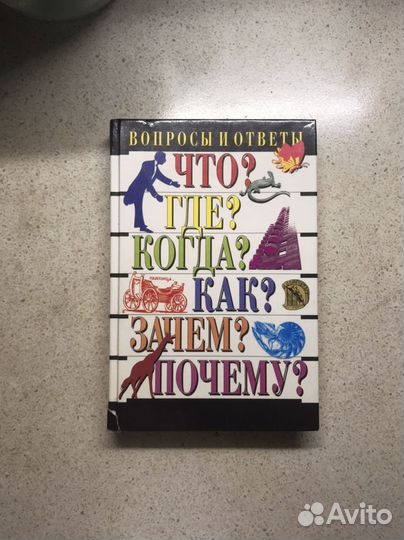 ВОПРОСЫ И ОТВЕТЫ
ЧТО?
ГДЕ?
КОГДА?
КАК?
ЗАЧЕМ?
ПОЧЕМУ?
Avito